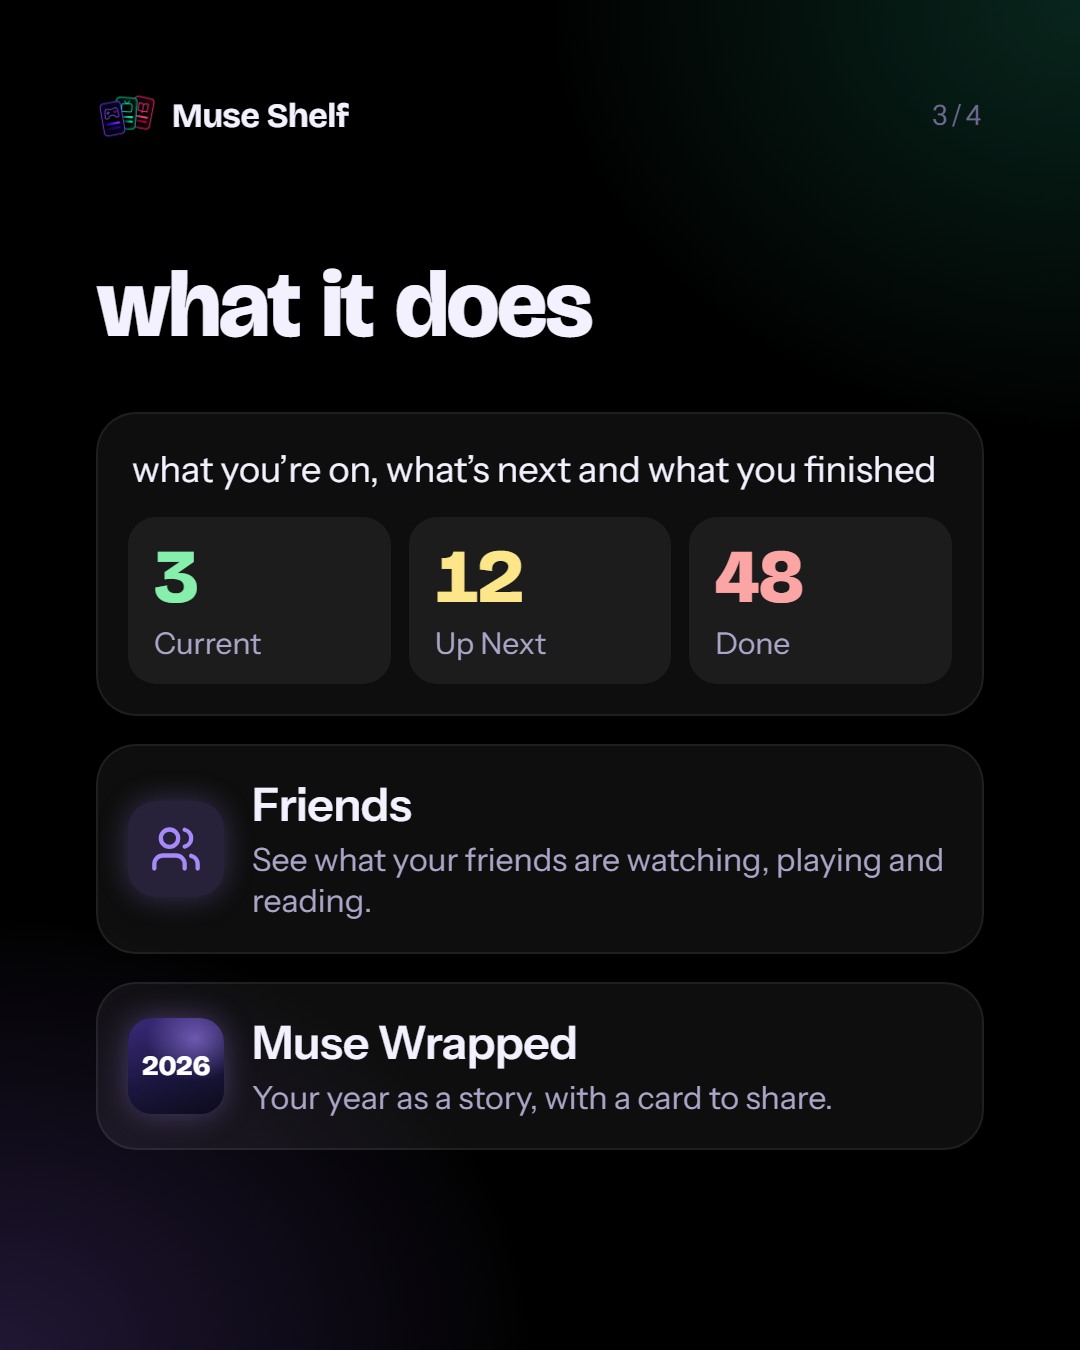 Muse Shelf
3 / 4
what it does
what you’re on, what’s next and what you finished
3
Current
12
Up Next
48
Done
Friends
See what your friends are watching, playing and
reading.
2026
Muse Wrapped
Your year as a story, with a card to share.